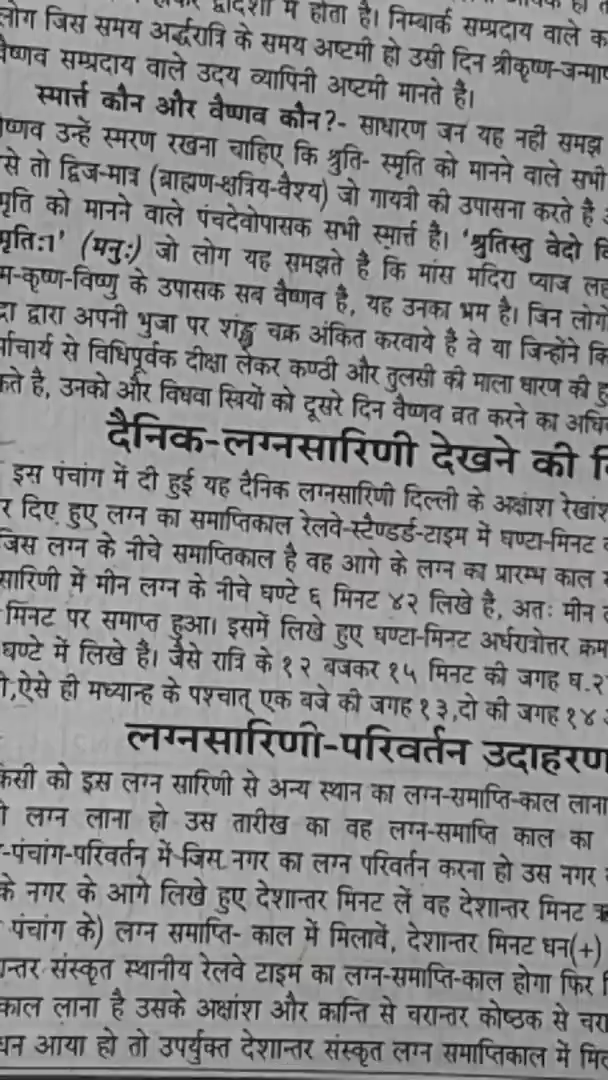 द्वादशी में होता है। निम्बार्क सम्प्रदाय वाले
लोग जिस समय अर्द्धरात्रि के समय अष्टमी हो उसी दिन श्रीकृष्ण-जन्मा
वैष्णव सम्प्रदाय वाले उदय व्यापिनी अष्टमी मानते है।
स्मार्त्त कौन और वैष्णव कौन?- साधारण जन यह नहीं समझ
ष्णव उन्हें स्मरण रखना चाहिए कि श्रुति- स्मृति को मानने वाले सभी
से तो द्विज-मात्र (ब्राह्मण-क्षत्रिय-वैश्य) जो गायत्री की उपासना करते है
मृति को मानने वाले पंचदेवोपासक सभी स्मार्त्त है। 'श्रुतिस्तु वेदो वि
मृतिः।' (मनुः) जो लोग यह समझते है कि मांस मदिरा प्याज लह
म-कृष्ण-विष्णु के उपासक सब वैष्णव है, यह उनका भ्रम है। जिन लोगों
द्रा द्वारा अपनी भुजा पर शंङ्ख चक्र अंकित करवाये है वे या जिन्होंने कि
र्माचार्य से विधिपूर्वक दीक्षा लेकर कण्ठी और तुलसी की माला धारण की हु
कते है, उनको और विधवा स्त्रियों को दूसरे दिन वैष्णव व्रत करने का अधि
दैनिक-लग्नसारिणी देखने की वि
इस पंचांग में दी हुई यह दैनिक लग्नसारिणी दिल्ली के अक्षांश रेखांश
र दिए हुए लग्न का समाप्तिकाल रेलवे-स्टैण्डर्ड-टाइम में घण्टा-मिनट
जिस लग्न के नीचे समाप्तिकाल है वह आगे के लग्न का प्रारम्भ काल
सारिणी में मीन लग्न के नीचे घण्टे ६ मिनट ४२ लिखे है, अतः मीन
मिनट पर समाप्त हुआ। इसमें लिखे हुए घण्टा-मिनट अर्धरात्रोत्तर क्रम
घण्टे में लिखे है। जैसे रात्रि के १२ बजकर १५ मिनट की जगह घ.२
ो,ऐसे ही मध्यान्ह के पश्चात् एक बजे की जगह १३,दो की जगह १४
लग्नसारिणी-परिवर्तन उदाहरण
केसी को इस लग्न सारिणी से अन्य स्थान का लग्न-समाप्ति-काल लाना
ो लग्न लाना हो उस तारीख का वह लग्न-समाप्ति काल का
-पंचांग-परिवर्तन में जिस नगर का लग्न परिवर्तन करना हो उस नगर
के नगर के आगे लिखे हुए देशान्तर मिनट लें वह देशान्तर मिनट ऋ
पंचांग के) लग्न समाप्ति- काल में मिलावें, देशान्तर मिनट धन(+)
ान्तर संस्कृत स्थानीय रेलवे टाइम का लग्न-समाप्ति-काल होगा फिर
काल लाना है उसके अक्षांश और क्रान्ति से चरान्तर कोष्ठक से चरा
धन आया हो तो उपर्युक्त देशान्तर संस्कृत लग्न समाप्तिकाल में मिल